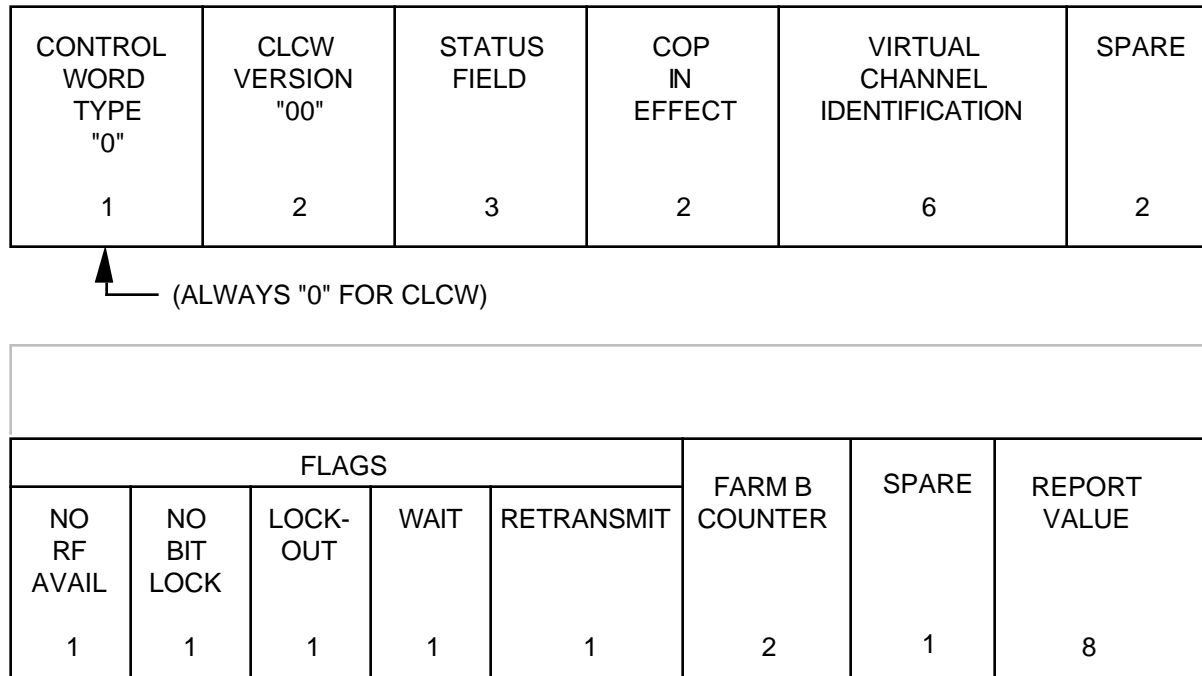 CONTROL
WORD
TYPE
"0"
1
CLCW
VERSION
"00"
2
STATUS
FIELD
3
COP
IN
EFFECT
2
VIRTUAL
CHANNEL
IDENTIFICATION
6
SPARE
2
(ALWAYS "0" FOR CLCW)
FLAGS
NO
RF
AVAIL
1
NO
BIT
LOCK
1
LOCK-
OUT
1
WAIT
1
RETRANSMIT
1
FARM B
COUNTER
2
SPARE
1
REPORT
VALUE
8